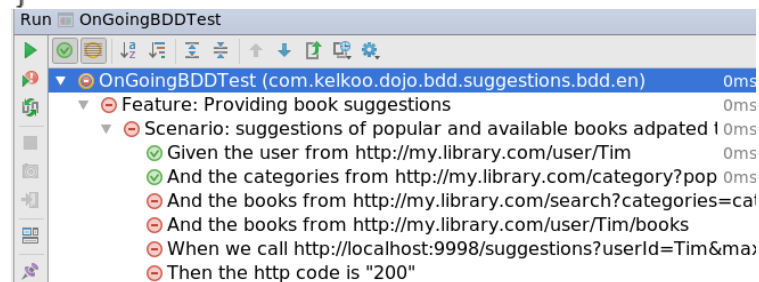 Run OnGoingBDDTest
OnGoingBDDTest (com.kelkoo.dojo.bdd.suggestions.bdd.en) 0ms
Feature: Providing book suggestions 0ms
Scenario: suggestions of popular and available books adpated t 0ms
Given the user from http://my.library.com/user/Tim 0ms
And the categories from http://my.library.com/category?pop 0ms
And the books from http://my.library.com/search?categories=cat
And the books from http://my.library.com/user/Tim/books
When we call http://localhost:9998/suggestions?userId=Tim&max
Then the http code is "200"